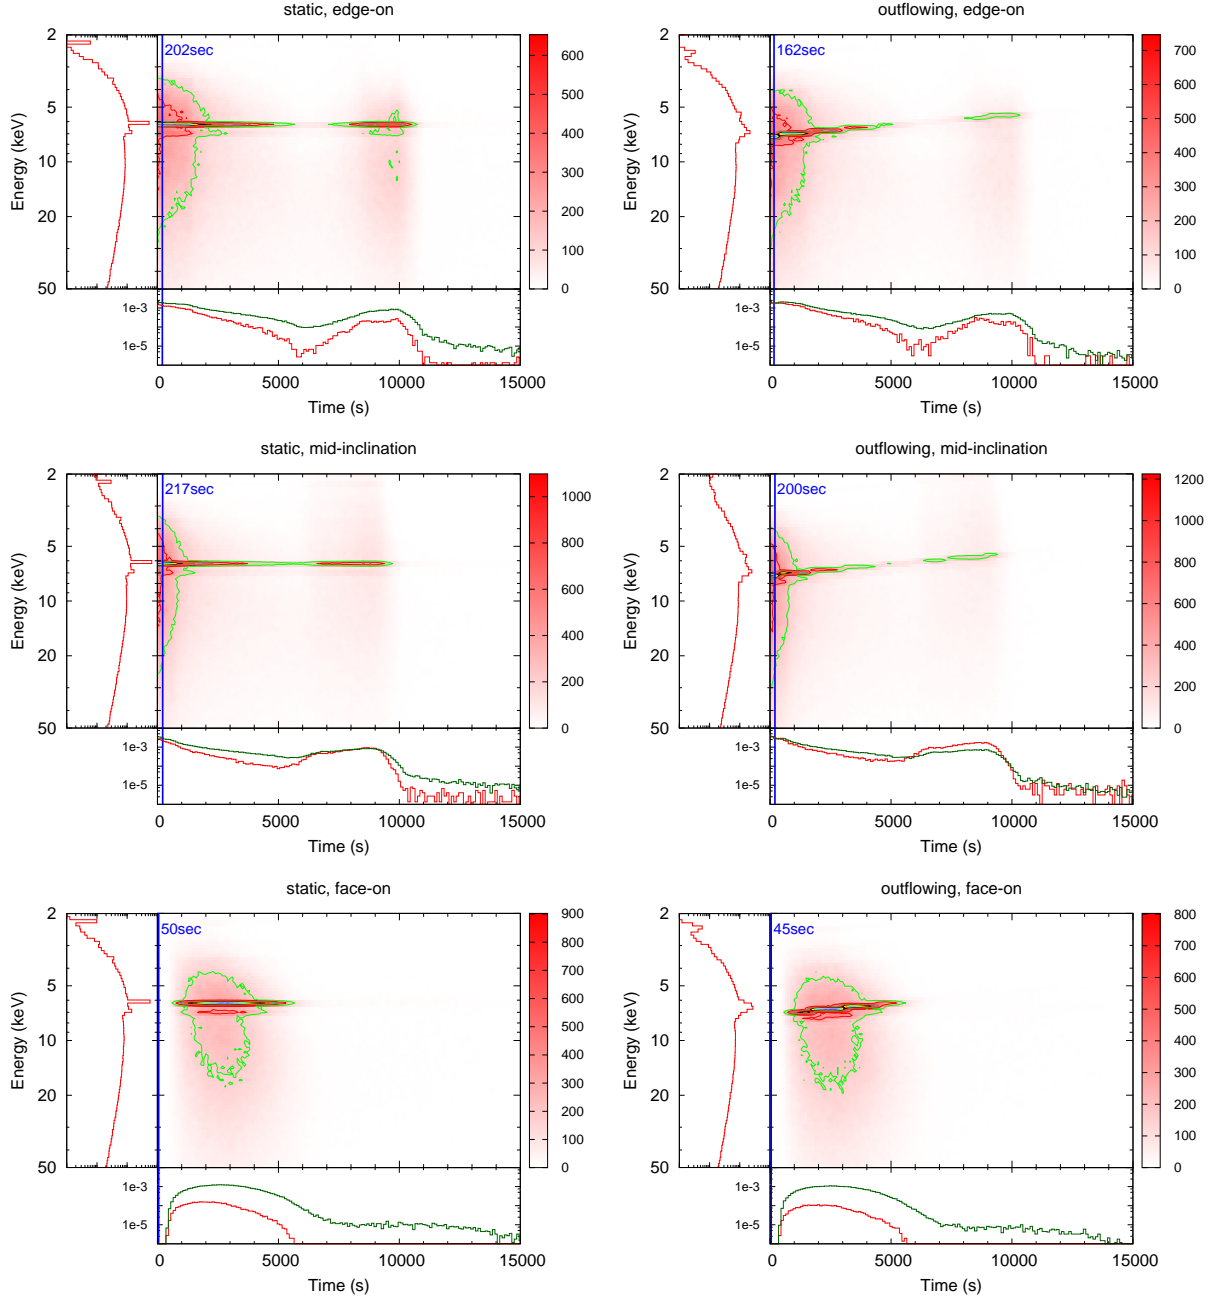 static, edge-on
2
5
10
20
50
Energy (keV)
202sec
600
500
400
300
200
100
0
1e-3
1e-5
0
5000
10000
15000
Time (s)
outflowing, edge-on
2
5
10
20
50
Energy (keV)
162sec
700
600
500
400
300
200
100
0
1e-3
1e-5
0
5000
10000
15000
Time (s)
static, mid-inclination
2
5
10
20
50
Energy (keV)
217sec
1000
800
600
400
200
0
1e-3
1e-5
0
5000
10000
15000
Time (s)
outflowing, mid-inclination
2
5
10
20
50
Energy (keV)
200sec
1200
1000
800
600
400
200
0
1e-3
1e-5
0
5000
10000
15000
Time (s)
static, face-on
2
5
10
20
50
Energy (keV)
50sec
900
800
700
600
500
400
300
200
100
0
1e-3
1e-5
0
5000
10000
15000
Time (s)
outflowing, face-on
2
5
10
20
50
Energy (keV)
45sec
800
700
600
500
400
300
200
100
0
1e-3
1e-5
0
5000
10000
15000
Time (s)